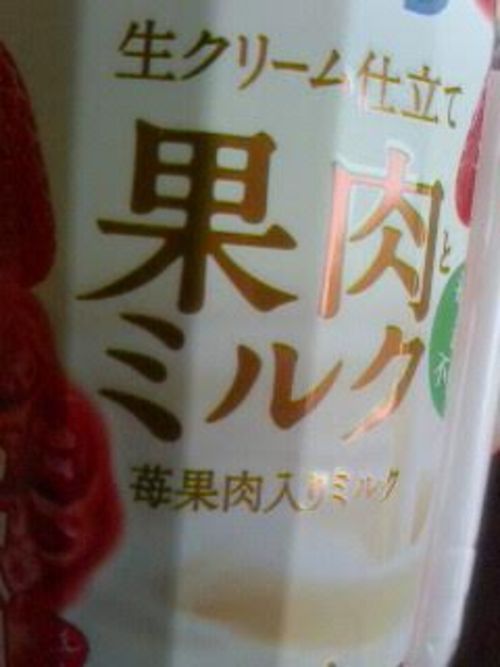 生クリーム仕立て
果肉と
ミルク
苺果肉入りミルク